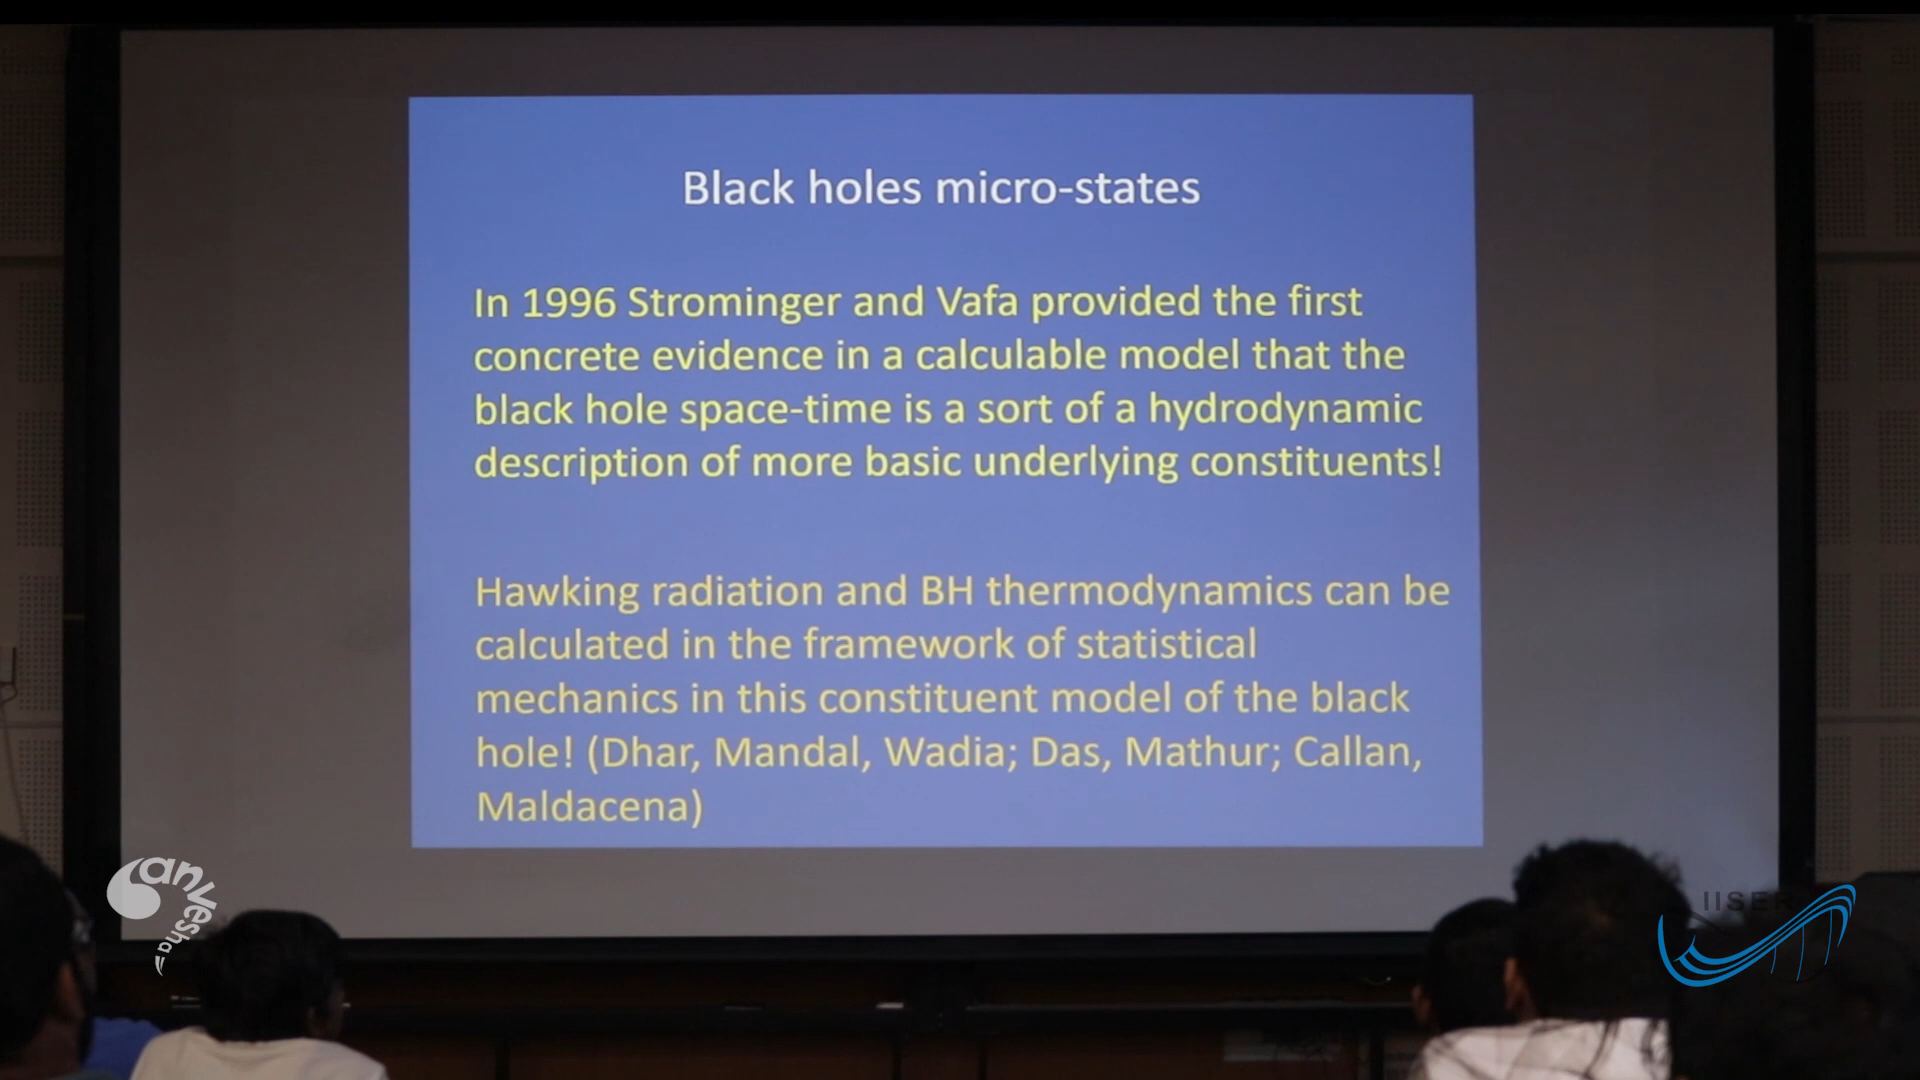 Black holes micro-states
In 1996 Strominger and Vafa provided the first
concrete evidence in a calculable model that the
black hole space-time is a sort of a hydrodynamic
description of more basic underlying constituents!
Hawking radiation and BH thermodynamics can be
calculated in the framework of statistical
mechanics in this constituent model of the black
hole! (Dhar, Mandal, Wadia; Das, Mathur; Callan,
Maldacena)
anvesha
IISER